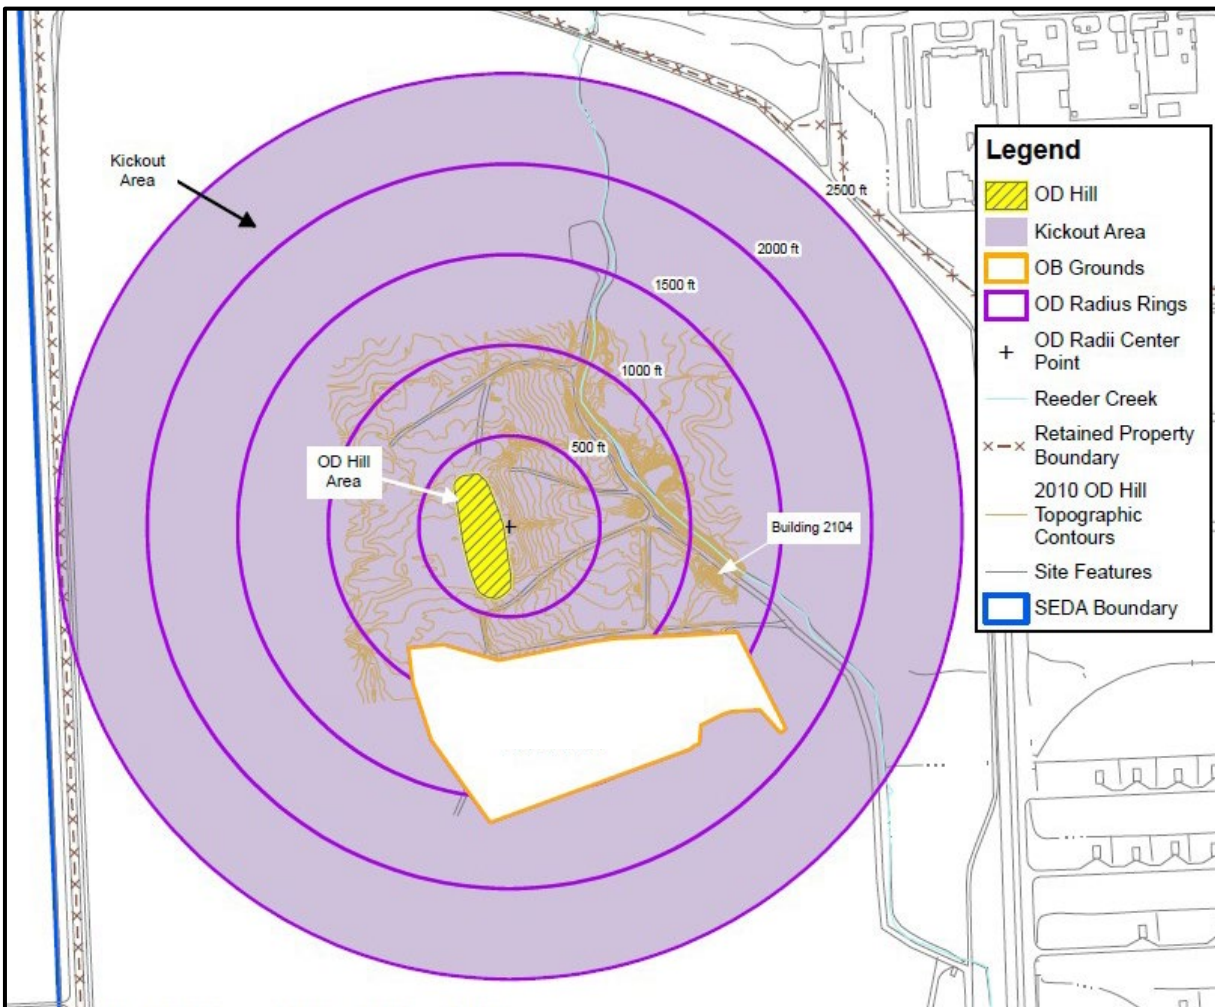 Kickout
Area
2500 ft
2000 ft
1500 ft
1000 ft
500 ft
OD Hill
Area
Building 2104
Legend
OD Hill
Kickout Area
OB Grounds
OD Radius Rings
OD Radii Center
Point
Reeder Creek
Retained Property
Boundary
2010 OD Hill
Topographic
Contours
Site Features
SEDA Boundary